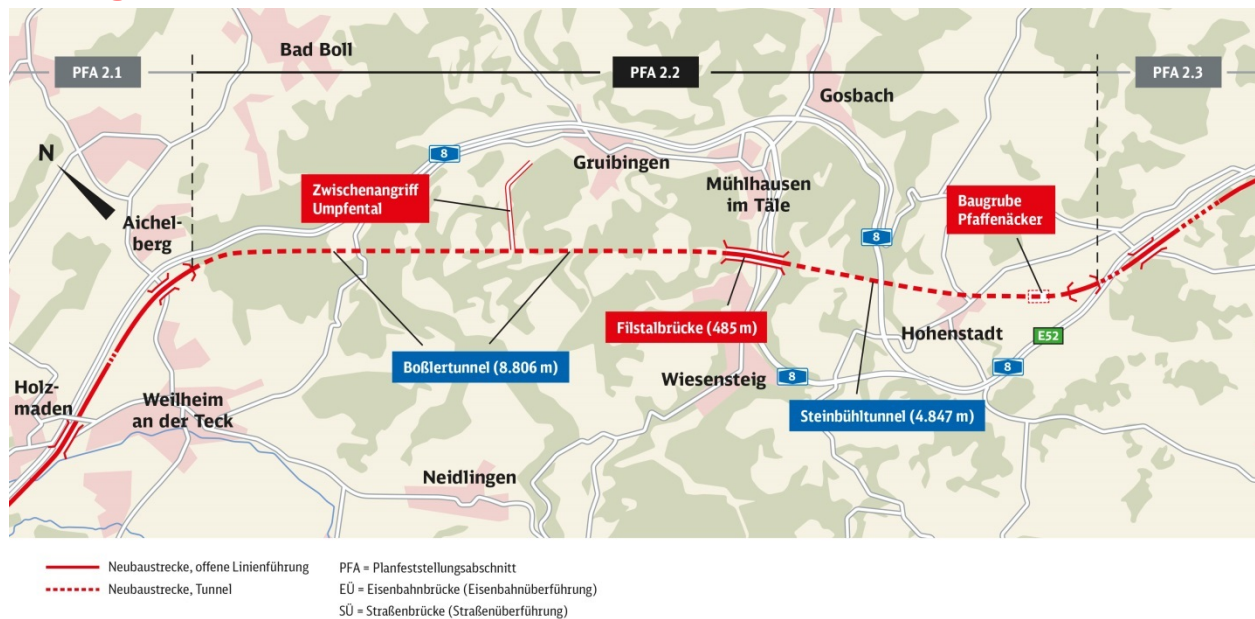 Bad Boll
PFA 2.1
PFA 2.2
PFA 2.3
Gosbach
N
8
Gruibingen
Zwischenangriff
Umpfental
Mühlhausen
im Täle
Baugrube
Pfaffenäcker
Aichel-
berg
8
Filstalbrücke (485 m)
Hohenstadt
E52
Boßlertunnel (8.806 m)
Wiesensteig
8
8
Holz-
maden
Weilheim
an der Teck
Steinbühltunnel (4.847 m)
Neidlingen
Neubaustrecke, offene Linienführung
Neubaustrecke, Tunnel
PFA = Planfeststellungsabschnitt
EÜ = Eisenbahnbrücke (Eisenbahnüberführung)
SÜ = Straßenbrücke (Straßenüberführung)